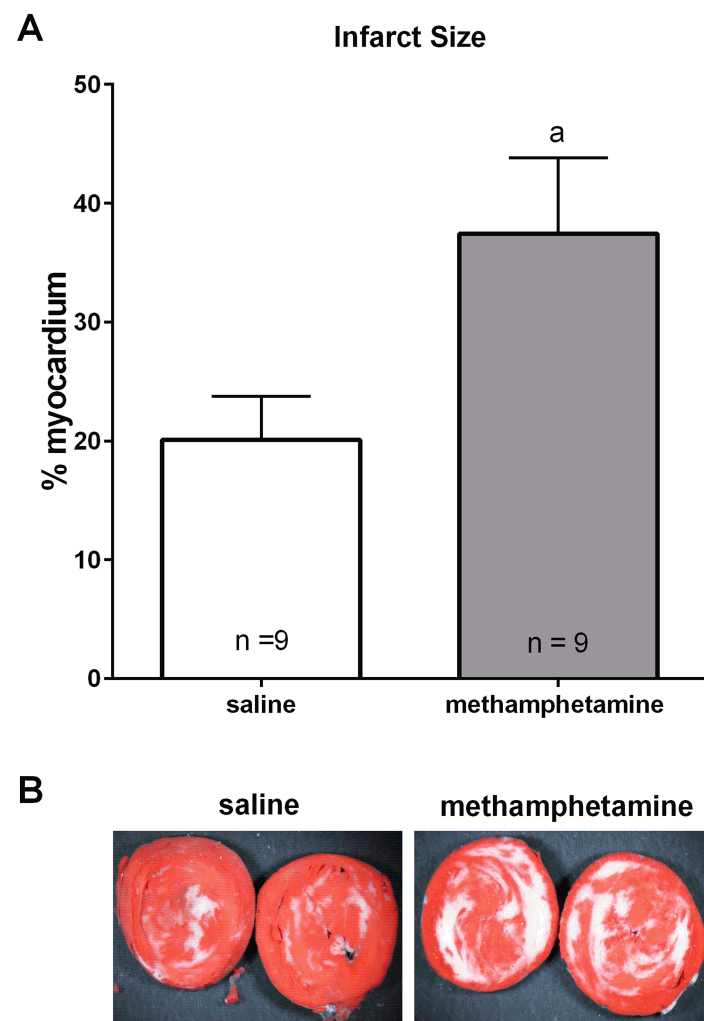 A
Infarct Size
50
a
40
30
% myocardium
20
10
n =9
n = 9
0
saline
methamphetamine
B
saline
methamphetamine